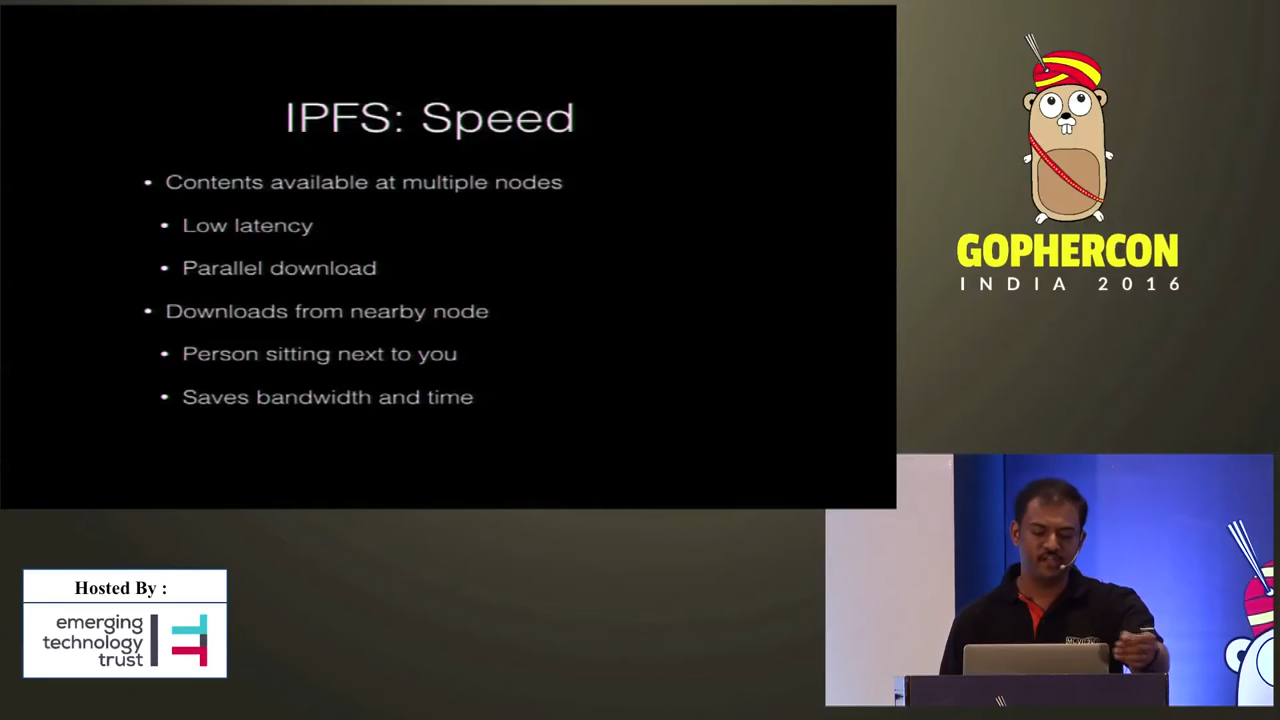 IPFS: Speed
• Contents available at multiple nodes
• Low latency
• Parallel download
• Downloads from nearby node
• Person sitting next to you
• Saves bandwidth and time
GOPHERCON
INDIA 2016
Hosted By :
emerging
technology
trust